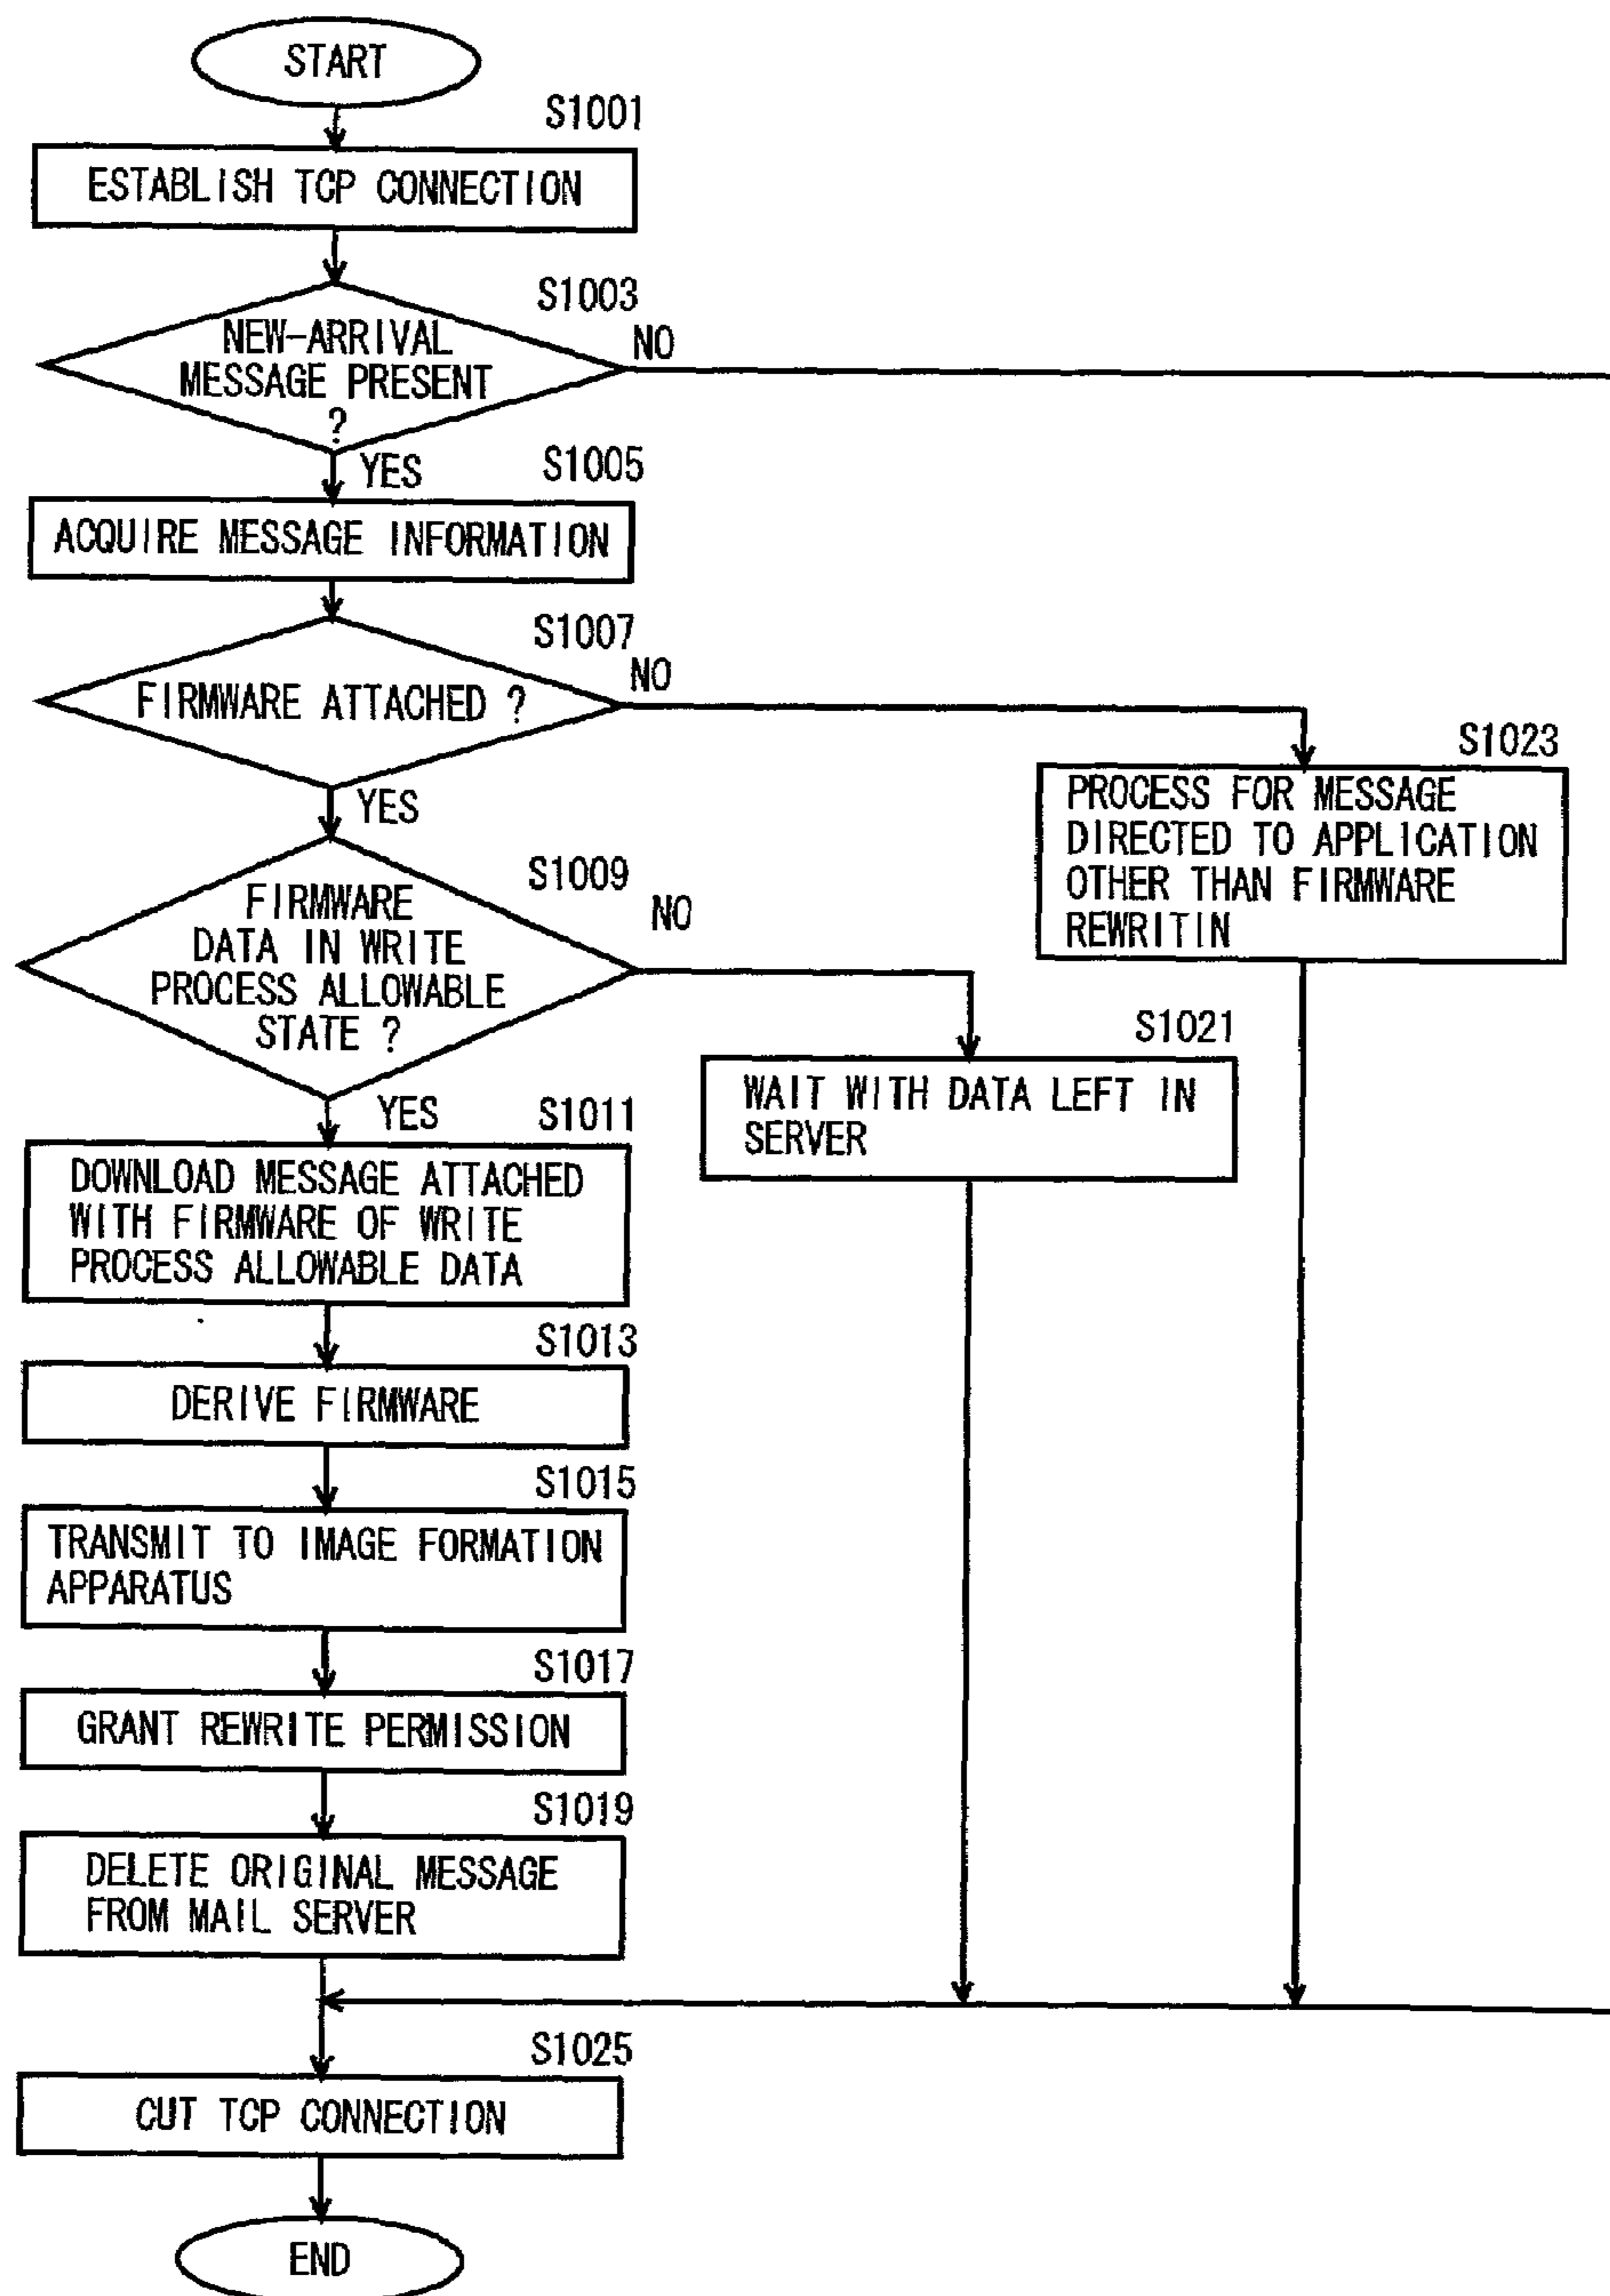 START
S1001
ESTABLISH TCP CONNECTION
S1003
NEW-ARRIVAL
MESSAGE PRESENT
?
NO
YES
S1005
ACQUIRE MESSAGE INFORMATION
S1007
FIRMWARE ATTACHED ?
NO
YES
S1023
PROCESS FOR MESSAGE
DIRECTED TO APPLICATION
OTHER THAN FIRMWARE
REWRITIN
S1009
FIRMWARE
DATA IN WRITE
PROCESS ALLOWABLE
STATE ?
NO
YES
S1021
WAIT WITH DATA LEFT IN
SERVER
S1011
DOWNLOAD MESSAGE ATTACHED
WITH FIRMWARE OF WRITE
PROCESS ALLOWABLE DATA
S1013
DERIVE FIRMWARE
S1015
TRANSMIT TO IMAGE FORMATION
APPARATUS
S1017
GRANT REWRITE PERMISSION
S1019
DELETE ORIGINAL MESSAGE
FROM MAIL SERVER
S1025
CUT TCP CONNECTION
END